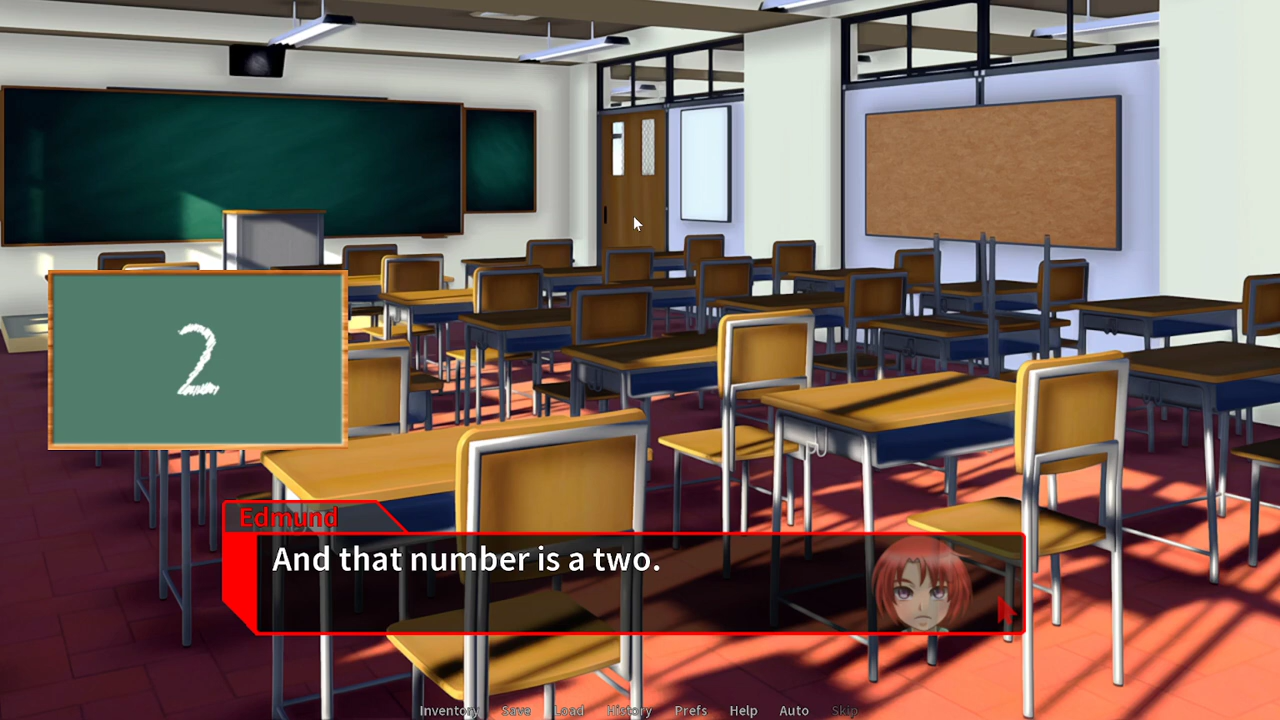 2
Edmund
And that number is a two.
Inventory Save Load History Prefs Help Auto Skip